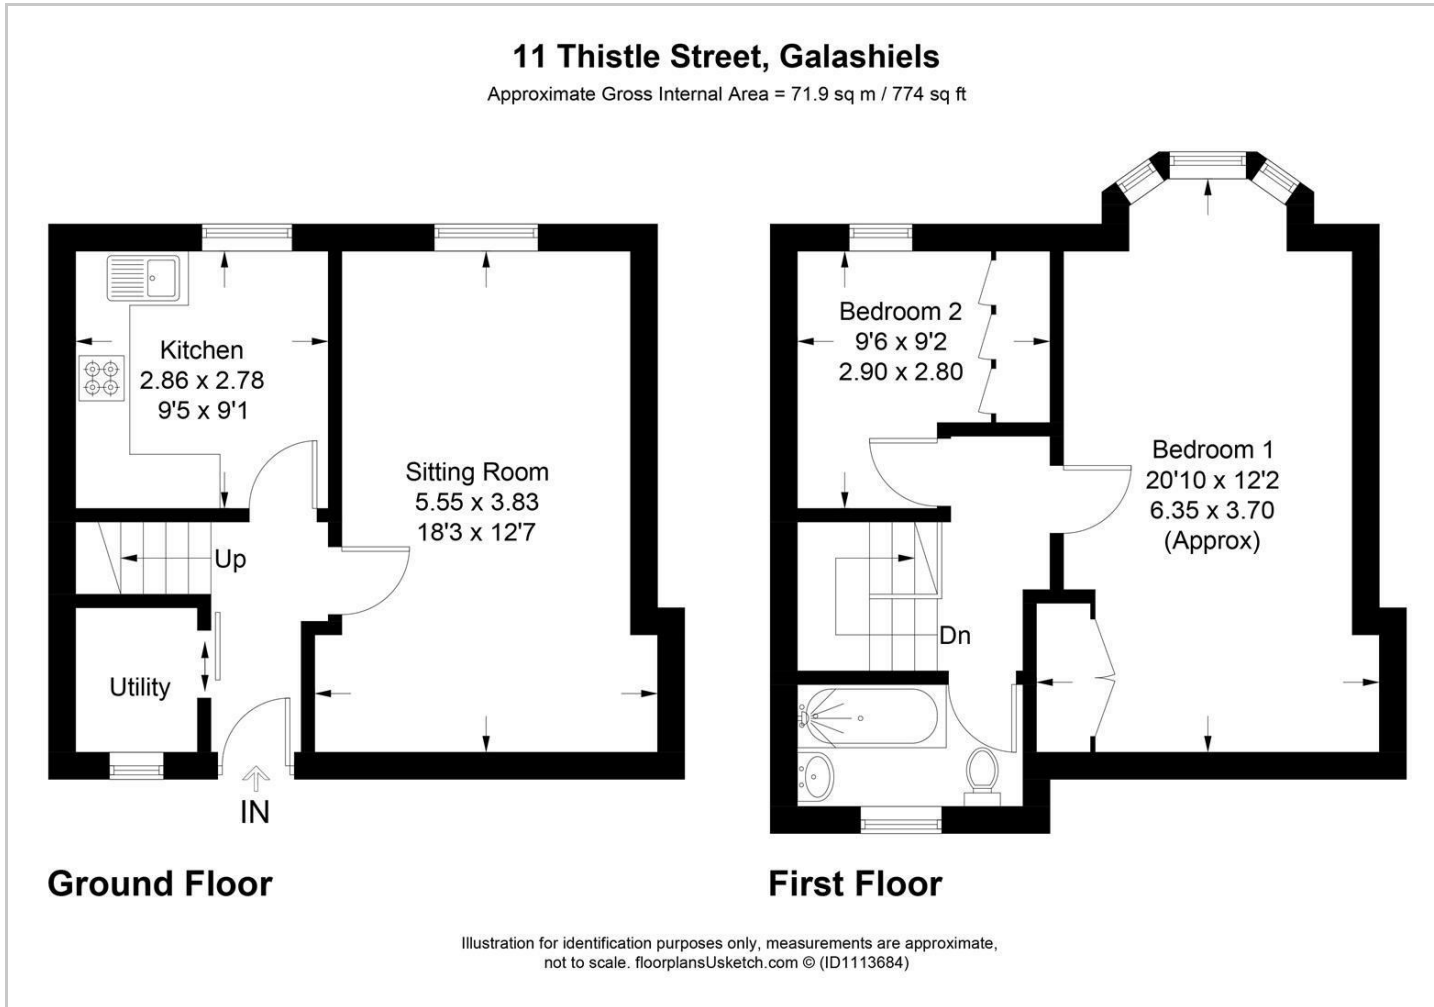 11 Thistle Street, Galashiels
Approximate Gross Internal Area = 71.9 sq m / 774 sq ft
Kitchen
2.86 x 2.78
9'5 x 9'1
Sitting Room
5.55 x 3.83
18'3 x 12'7
Up
Utility
IN
Ground Floor
Bedroom 2
9'6 x 9'2
2.90 x 2.80
Bedroom 1
20'10 x 12'2
6.35 x 3.70
(Approx)
Dn
First Floor
Illustration for identification purposes only, measurements are approximate,
not to scale. floorplansUsketch.com © (ID1113684)